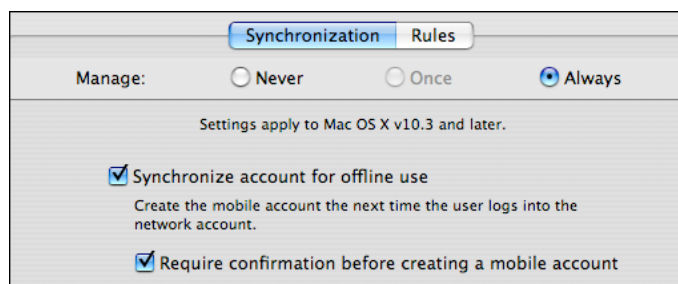 Synchronization Rules
Manage: Never Once Always
Settings apply to Mac OS X v10.3 and later.
Synchronize account for offline use
Create the mobile account the next time the user logs into the
network account.
Require confirmation before creating a mobile account